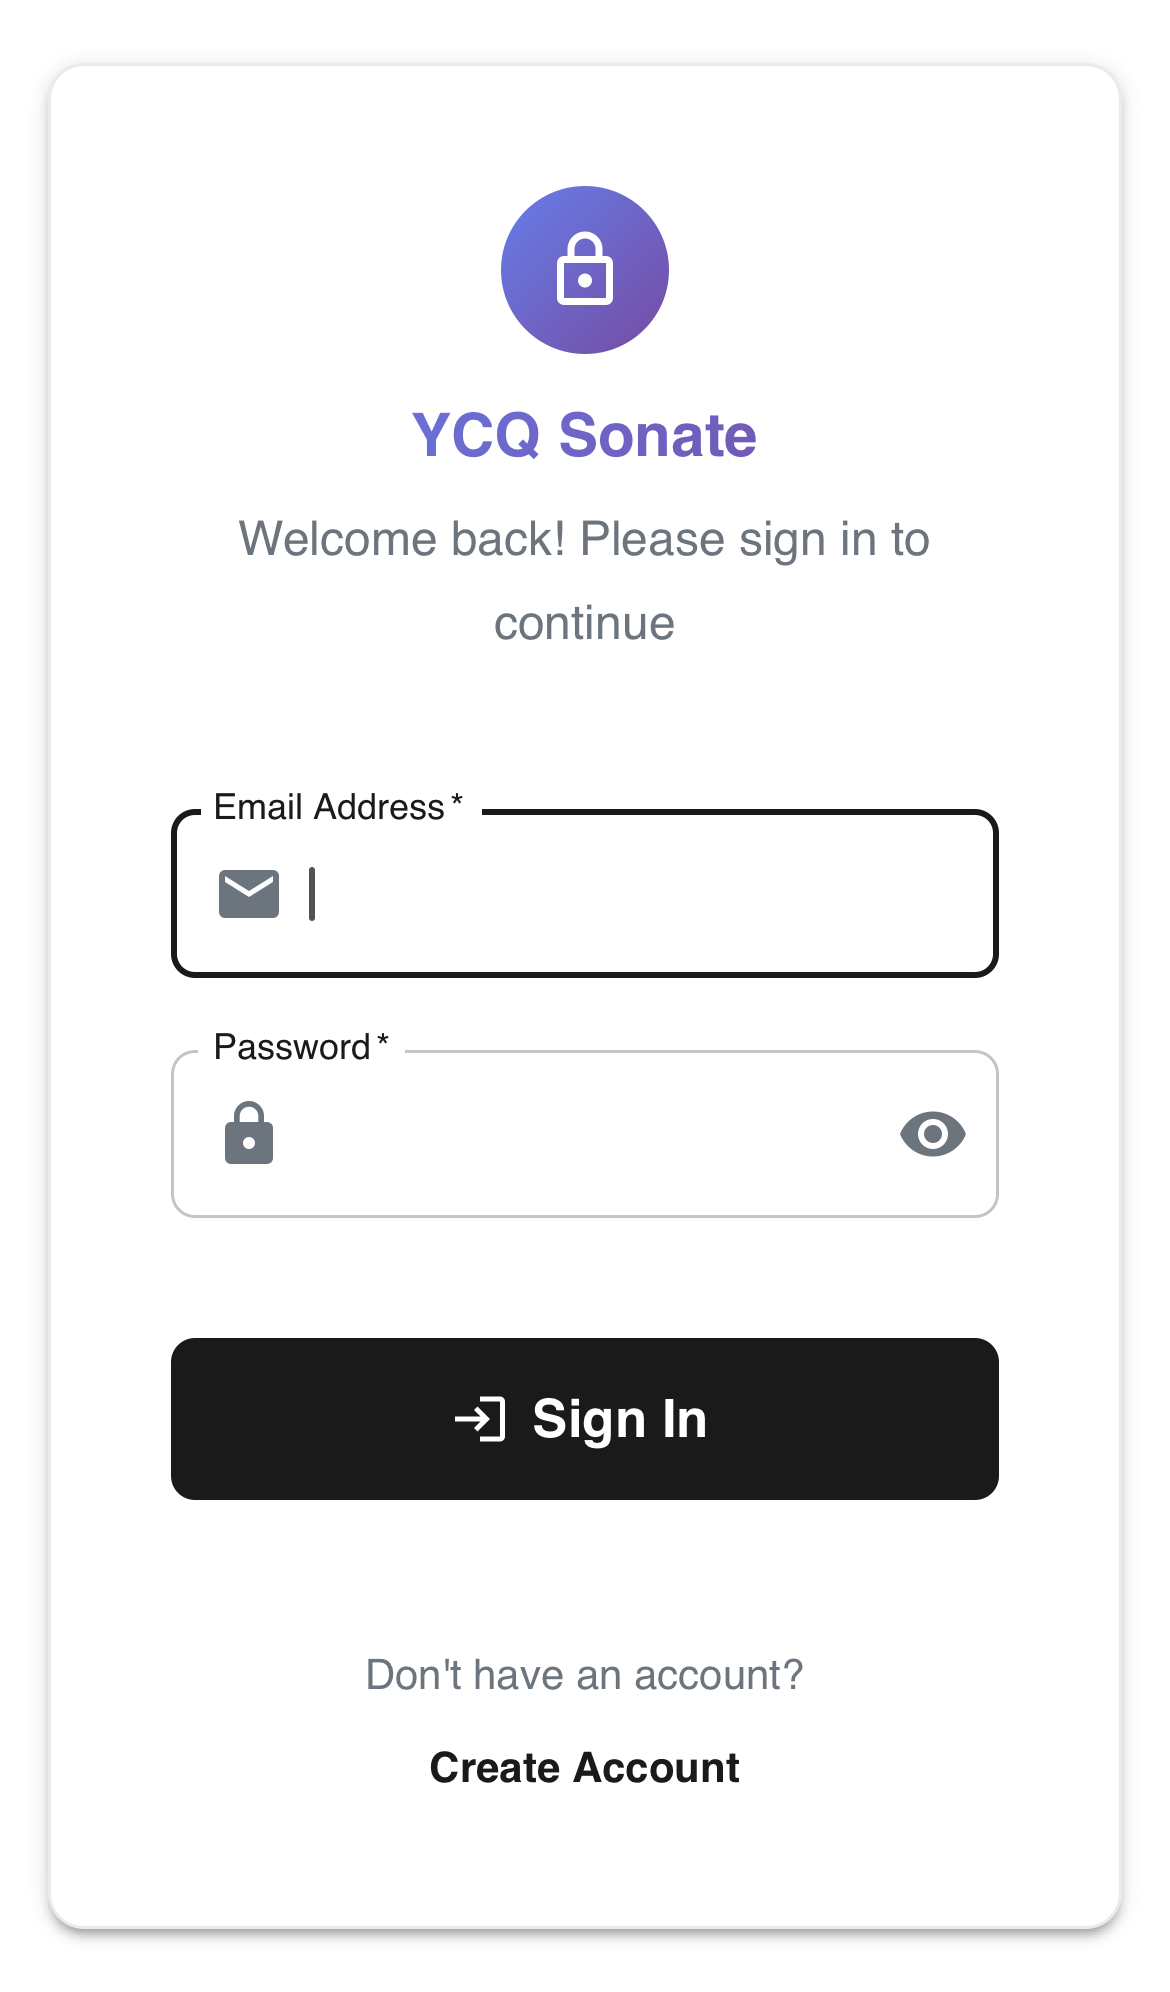 YCQ Sonate
Welcome back! Please sign in to
continue
Email Address *
Password *
Sign In
Don't have an account?
Create Account